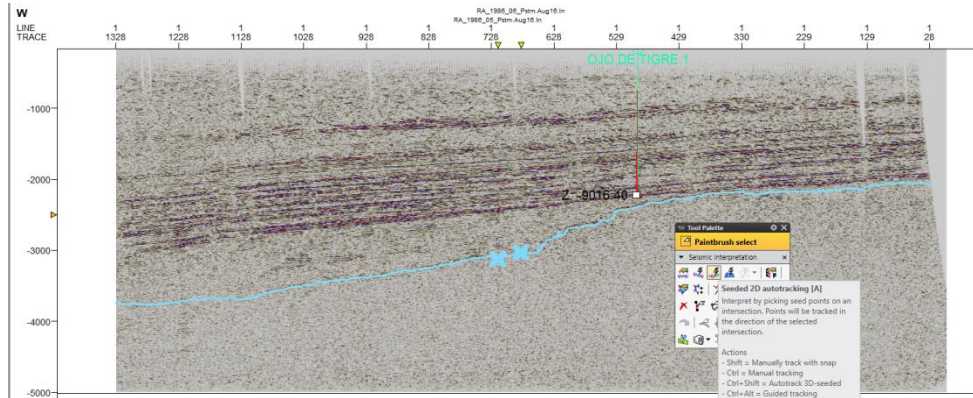 W
RA_1986_06_Pstm.Aug16.In
RA_1986_06_Pstm.Aug16.In
LINE 1 1 1 1 1 1 1 1 1 1 1 1 1 1
TRACE 1328 1228 1128 1028 928 828 728 628 529 429 330 229 129 28
OJO DE TIGRE 1
-1000
-2000
Z: -9016.40
-3000
-4000
-5000
Tool Palette
Paintbrush select
Seismic interpretation
Seeded 2D autotracking [A]
Interpret by picking seed points on an
intersection. Points will be tracked in
the direction of the selected
intersection.
Actions
- Shift = Manually track with snap
- Ctrl = Manual tracking
- Ctrl+Shift = Autotrack 3D-seeded
- Ctrl+Alt = Guided tracking